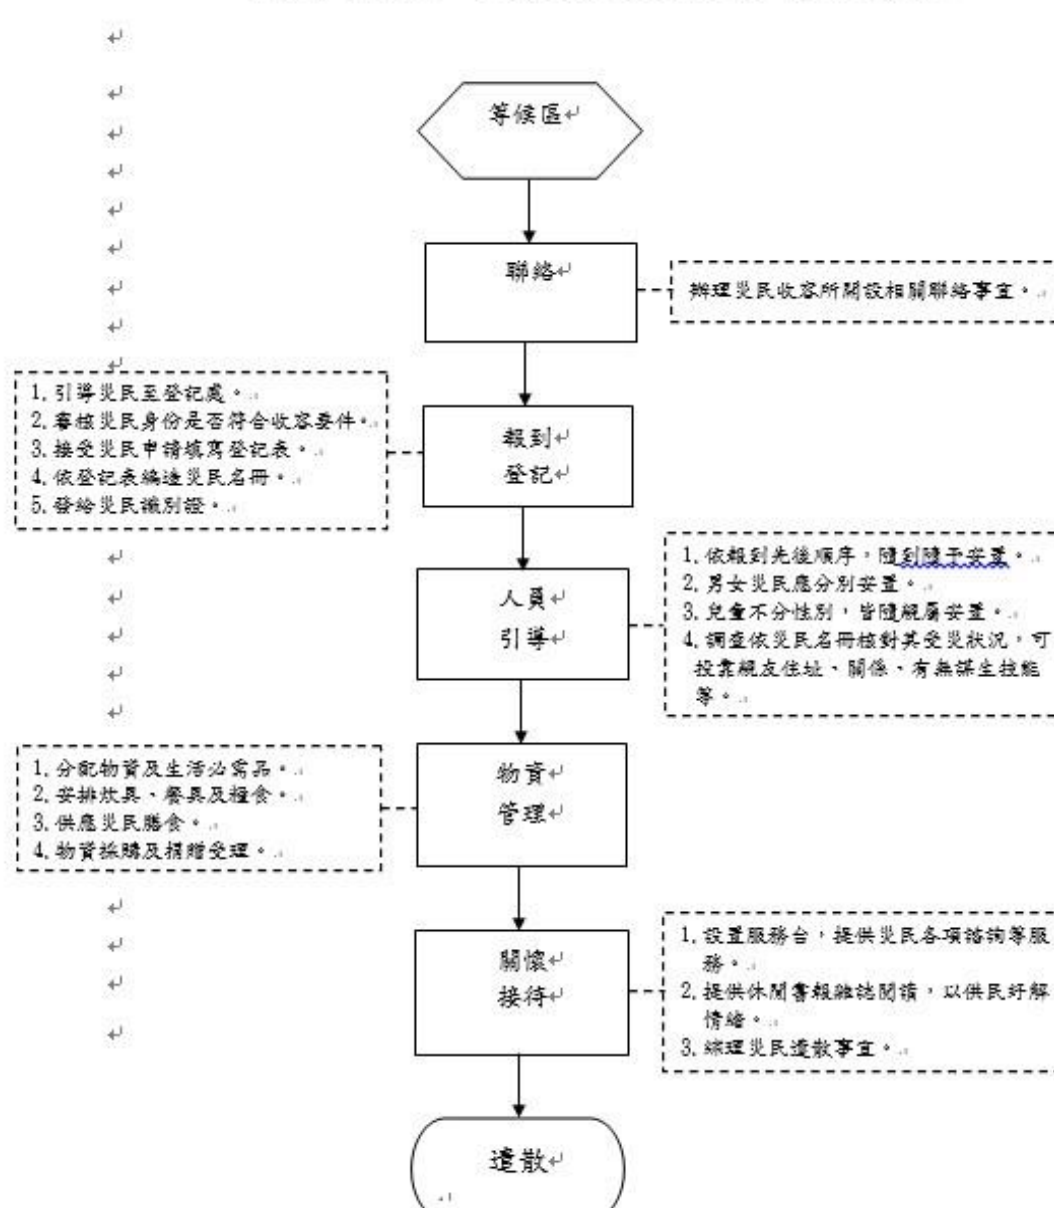 等候區
聯絡
辦理災民收容所開設相關聯絡事宜。
1. 引導災民至登記處。
2. 審核災民身份是否符合收容要件。
3. 接受災民申請填寫登記表。
4. 依登記表編造災民名冊。
5. 發給災民識別證。
報到
登記
人員
引導
1. 依報到先後順序，隨到隨予安置。
2. 男女災民應分別安置。
3. 兒童不分性別，皆隨親屬安置。
4. 調查依災民名冊核對其受災狀況，可
投靠親友住址、關係、有無謀生技能
等。
1. 分配物資及生活必需品。
2. 安排炊具、餐具及糧食。
3. 供應災民膳食。
4. 物資採購及捐贈受理。
物資
管理
關懷
接待
1. 設置服務台，提供災民各項諮詢等服
務。
2. 提供休閒書報雜誌閱讀，以供民紓解
情緒。
3. 綜理災民遣散事宜。
遣散